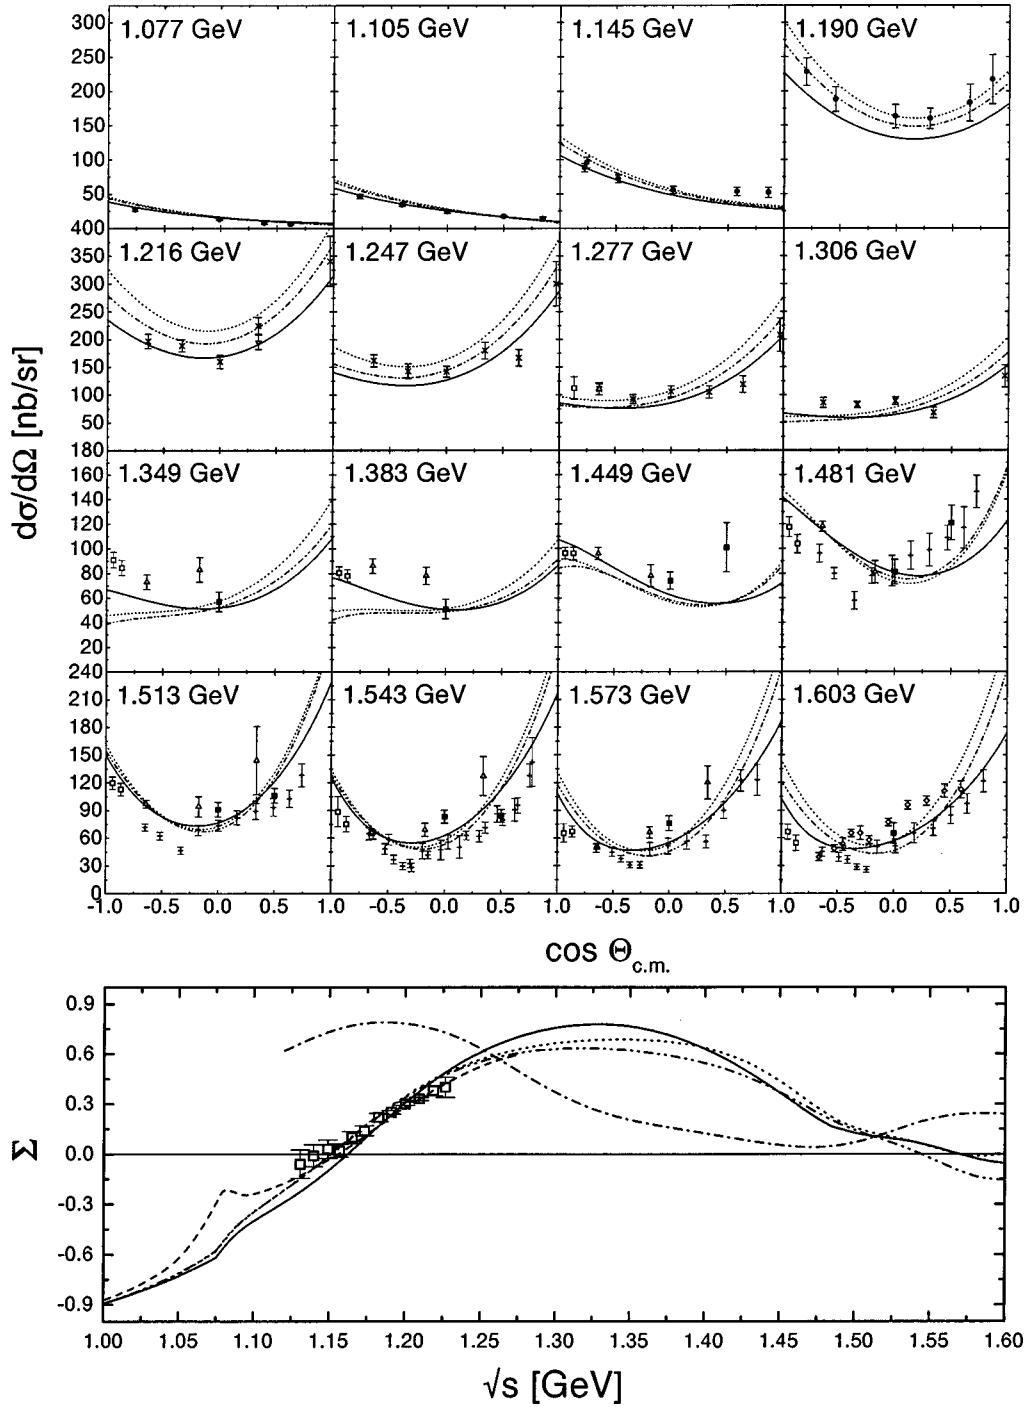 325
300
250
200
150
100
50
1.077 GeV
1.105 GeV
1.145 GeV
1.190 GeV
400
350
300
250
200
150
100
50
1.216 GeV
1.247 GeV
1.277 GeV
1.306 GeV
dσ/dΩ [nb/sr]
180
160
140
120
100
80
60
40
20
1.349 GeV
1.383 GeV
1.449 GeV
1.481 GeV
240
210
180
150
120
90
60
30
0
1.513 GeV
1.543 GeV
1.573 GeV
1.603 GeV
-1.0 -0.5 0.0 0.5 1.0 -0.5 0.0 0.5 1.0 -0.5 0.0 0.5 1.0 -0.5 0.0 0.5 1.0
cos Θc.m.
0.9
0.6
0.3
0.0
-0.3
-0.6
-0.9
Σ
1.00 1.05 1.10 1.15 1.20 1.25 1.30 1.35 1.40 1.45 1.50 1.55 1.60
√s [GeV]